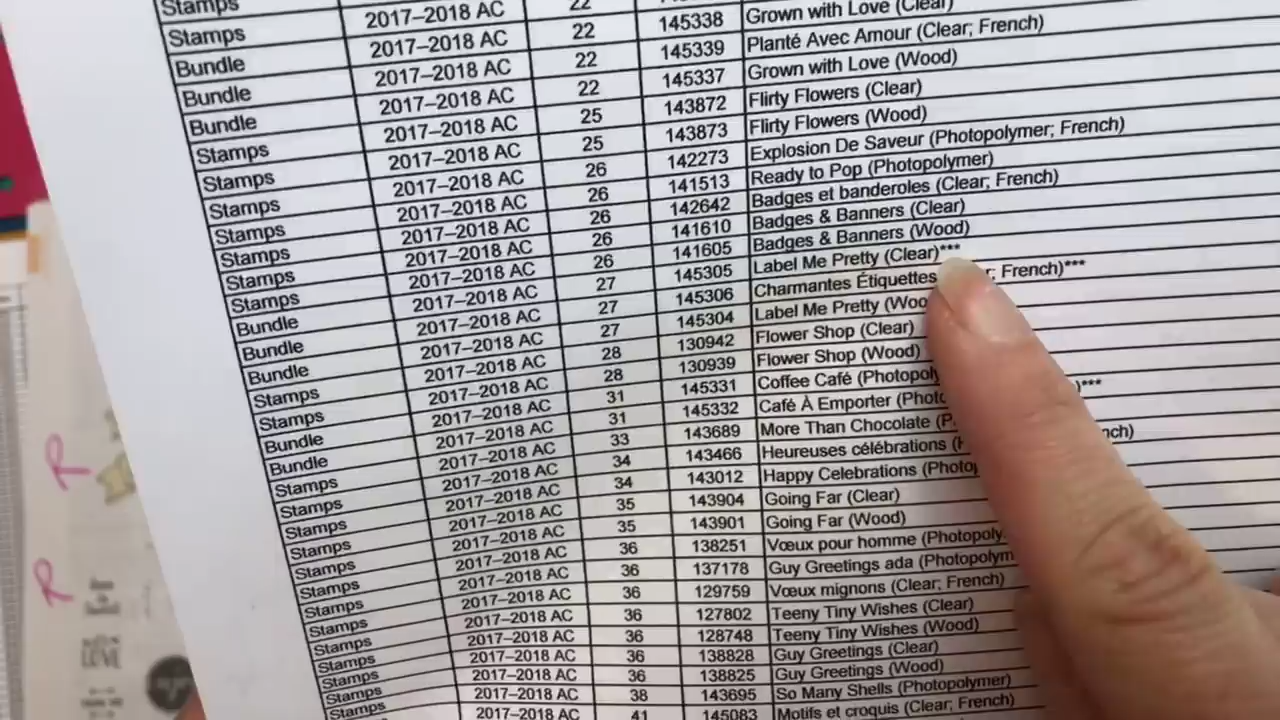 Stamps
Stamps 2017–2018 AC 22
Bundle 2017–2018 AC 22 145338 Grown with Love (Clear)
Bundle 2017–2018 AC 22 145339 Planté Avec Amour (Clear; French)
Bundle 2017–2018 AC 22 145337 Grown with Love (Wood)
Stamps 2017–2018 AC 25 143872 Flirty Flowers (Clear)
Stamps 2017–2018 AC 25 143873 Flirty Flowers (Wood)
Stamps 2017–2018 AC 26 142273 Explosion De Saveur (Photopolymer; French)
Stamps 2017–2018 AC 26 141513 Ready to Pop (Photopolymer)
Stamps 2017–2018 AC 26 142642 Badges et banderoles (Clear; French)
Stamps 2017–2018 AC 26 141610 Badges & Banners (Clear)
Stamps 2017–2018 AC 26 141605 Badges & Banners (Wood)
Bundle 2017–2018 AC 27 145305 Label Me Pretty (Clear)***
Bundle 2017–2018 AC 27 145306 Charmantes Étiquettes French)***
Bundle 2017–2018 AC 27 145304 Label Me Pretty
Stamps 2017–2018 AC 28 130942 Flower Shop (Clear)
Stamps 2017–2018 AC 28 130939 Flower Shop (Wood)
Bundle 2017–2018 AC 31 145331 Coffee Café
Bundle 2017–2018 AC 31 145332 Café À Emporter )***
Stamps 2017–2018 AC 33 143689 More Than Chocolate
Stamps 2017–2018 AC 34 143466 Heureuses célébrations
Stamps 2017–2018 AC 34 143012 Happy Celebrations
Stamps 2017–2018 AC 35 143904 Going Far (Clear)
Stamps 2017–2018 AC 35 143901 Going Far (Wood)
Stamps 2017–2018 AC 36 138251 Vœux pour homme
Stamps 2017–2018 AC 36 137178 Guy Greetings ada
Stamps 2017–2018 AC 36 129759 Vœux mignons (Clear; French)
Stamps 2017–2018 AC 36 127802 Teeny Tiny Wishes (Clear)
Stamps 2017–2018 AC 36 128748 Teeny Tiny Wishes (Wood)
Stamps 2017–2018 AC 36 138828 Guy Greetings (Clear)
Stamps 2017–2018 AC 36 138825 Guy Greetings (Wood)
2017–2018 AC 38 143695 So Many Shells (Photopolymer)
2017–2018 AC 41 145083 Motifs et croquis (Clear; French)
R
R
LOVE